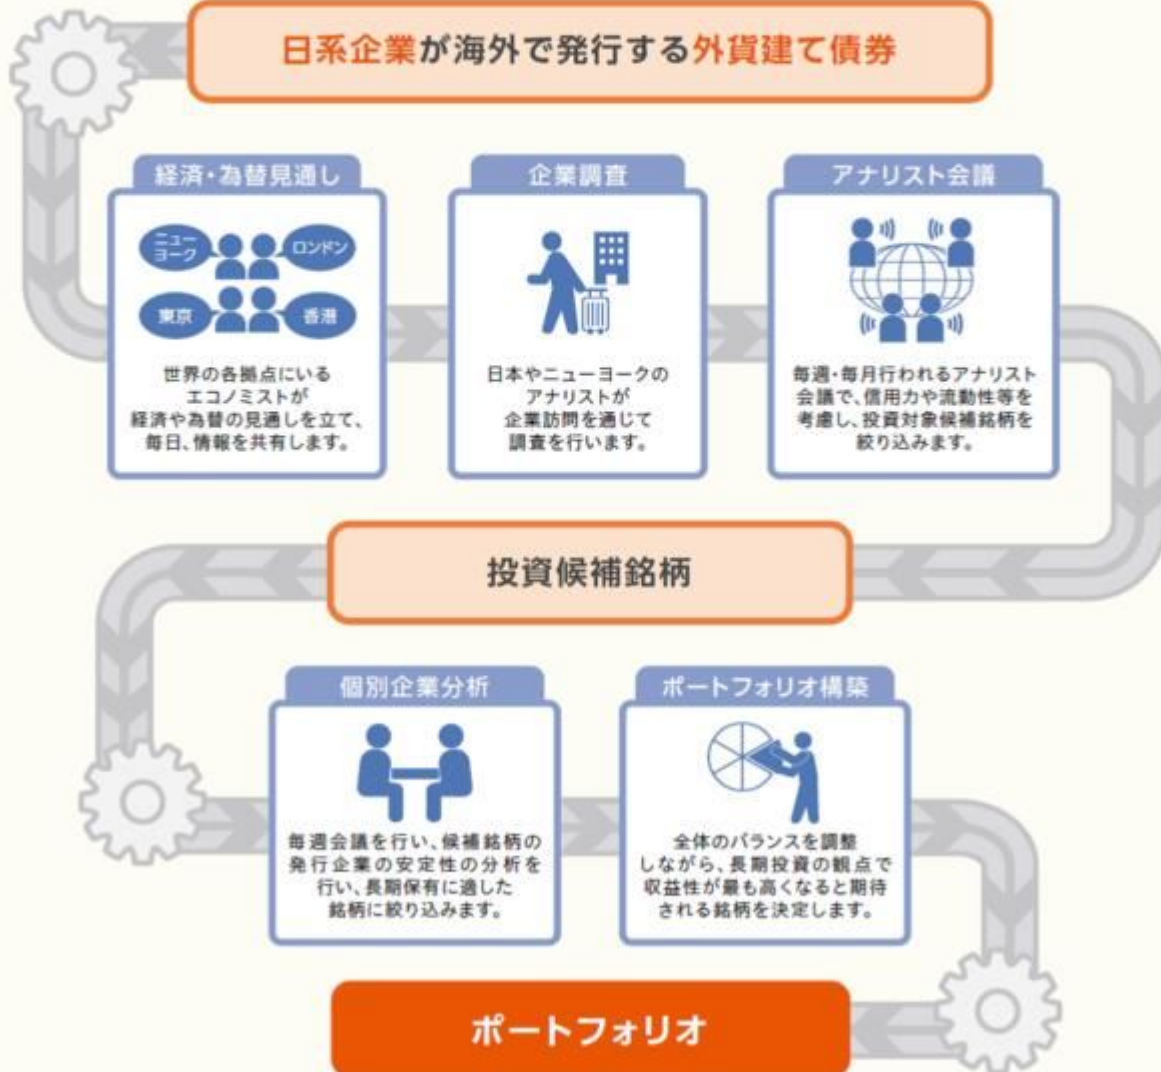 日系企業が海外で発行する外貨建て債券
経済・為替見通し
ニュー
ヨーク
ロンドン
東京
香港
世界の各拠点にいる
エコノミストが
経済や為替の見通しを立て、
毎日、情報を共有します。
企業調査
日本やニューヨークの
アナリストが
企業訪問を通じて
調査を行います。
アナリスト会議
毎週・毎月行われるアナリスト
会議で、信用力や流動性等を
考慮し、投資対象候補銘柄を
絞り込みます。
投資候補銘柄
個別企業分析
毎週会議を行い、候補銘柄の
発行企業の安定性の分析を
行い、長期保有に適した
銘柄に絞り込みます。
ポートフォリオ構築
全体のバランスを調整
しながら、長期投資の観点で
収益性が最も高くなると期待
される銘柄を決定します。
ポートフォリオ